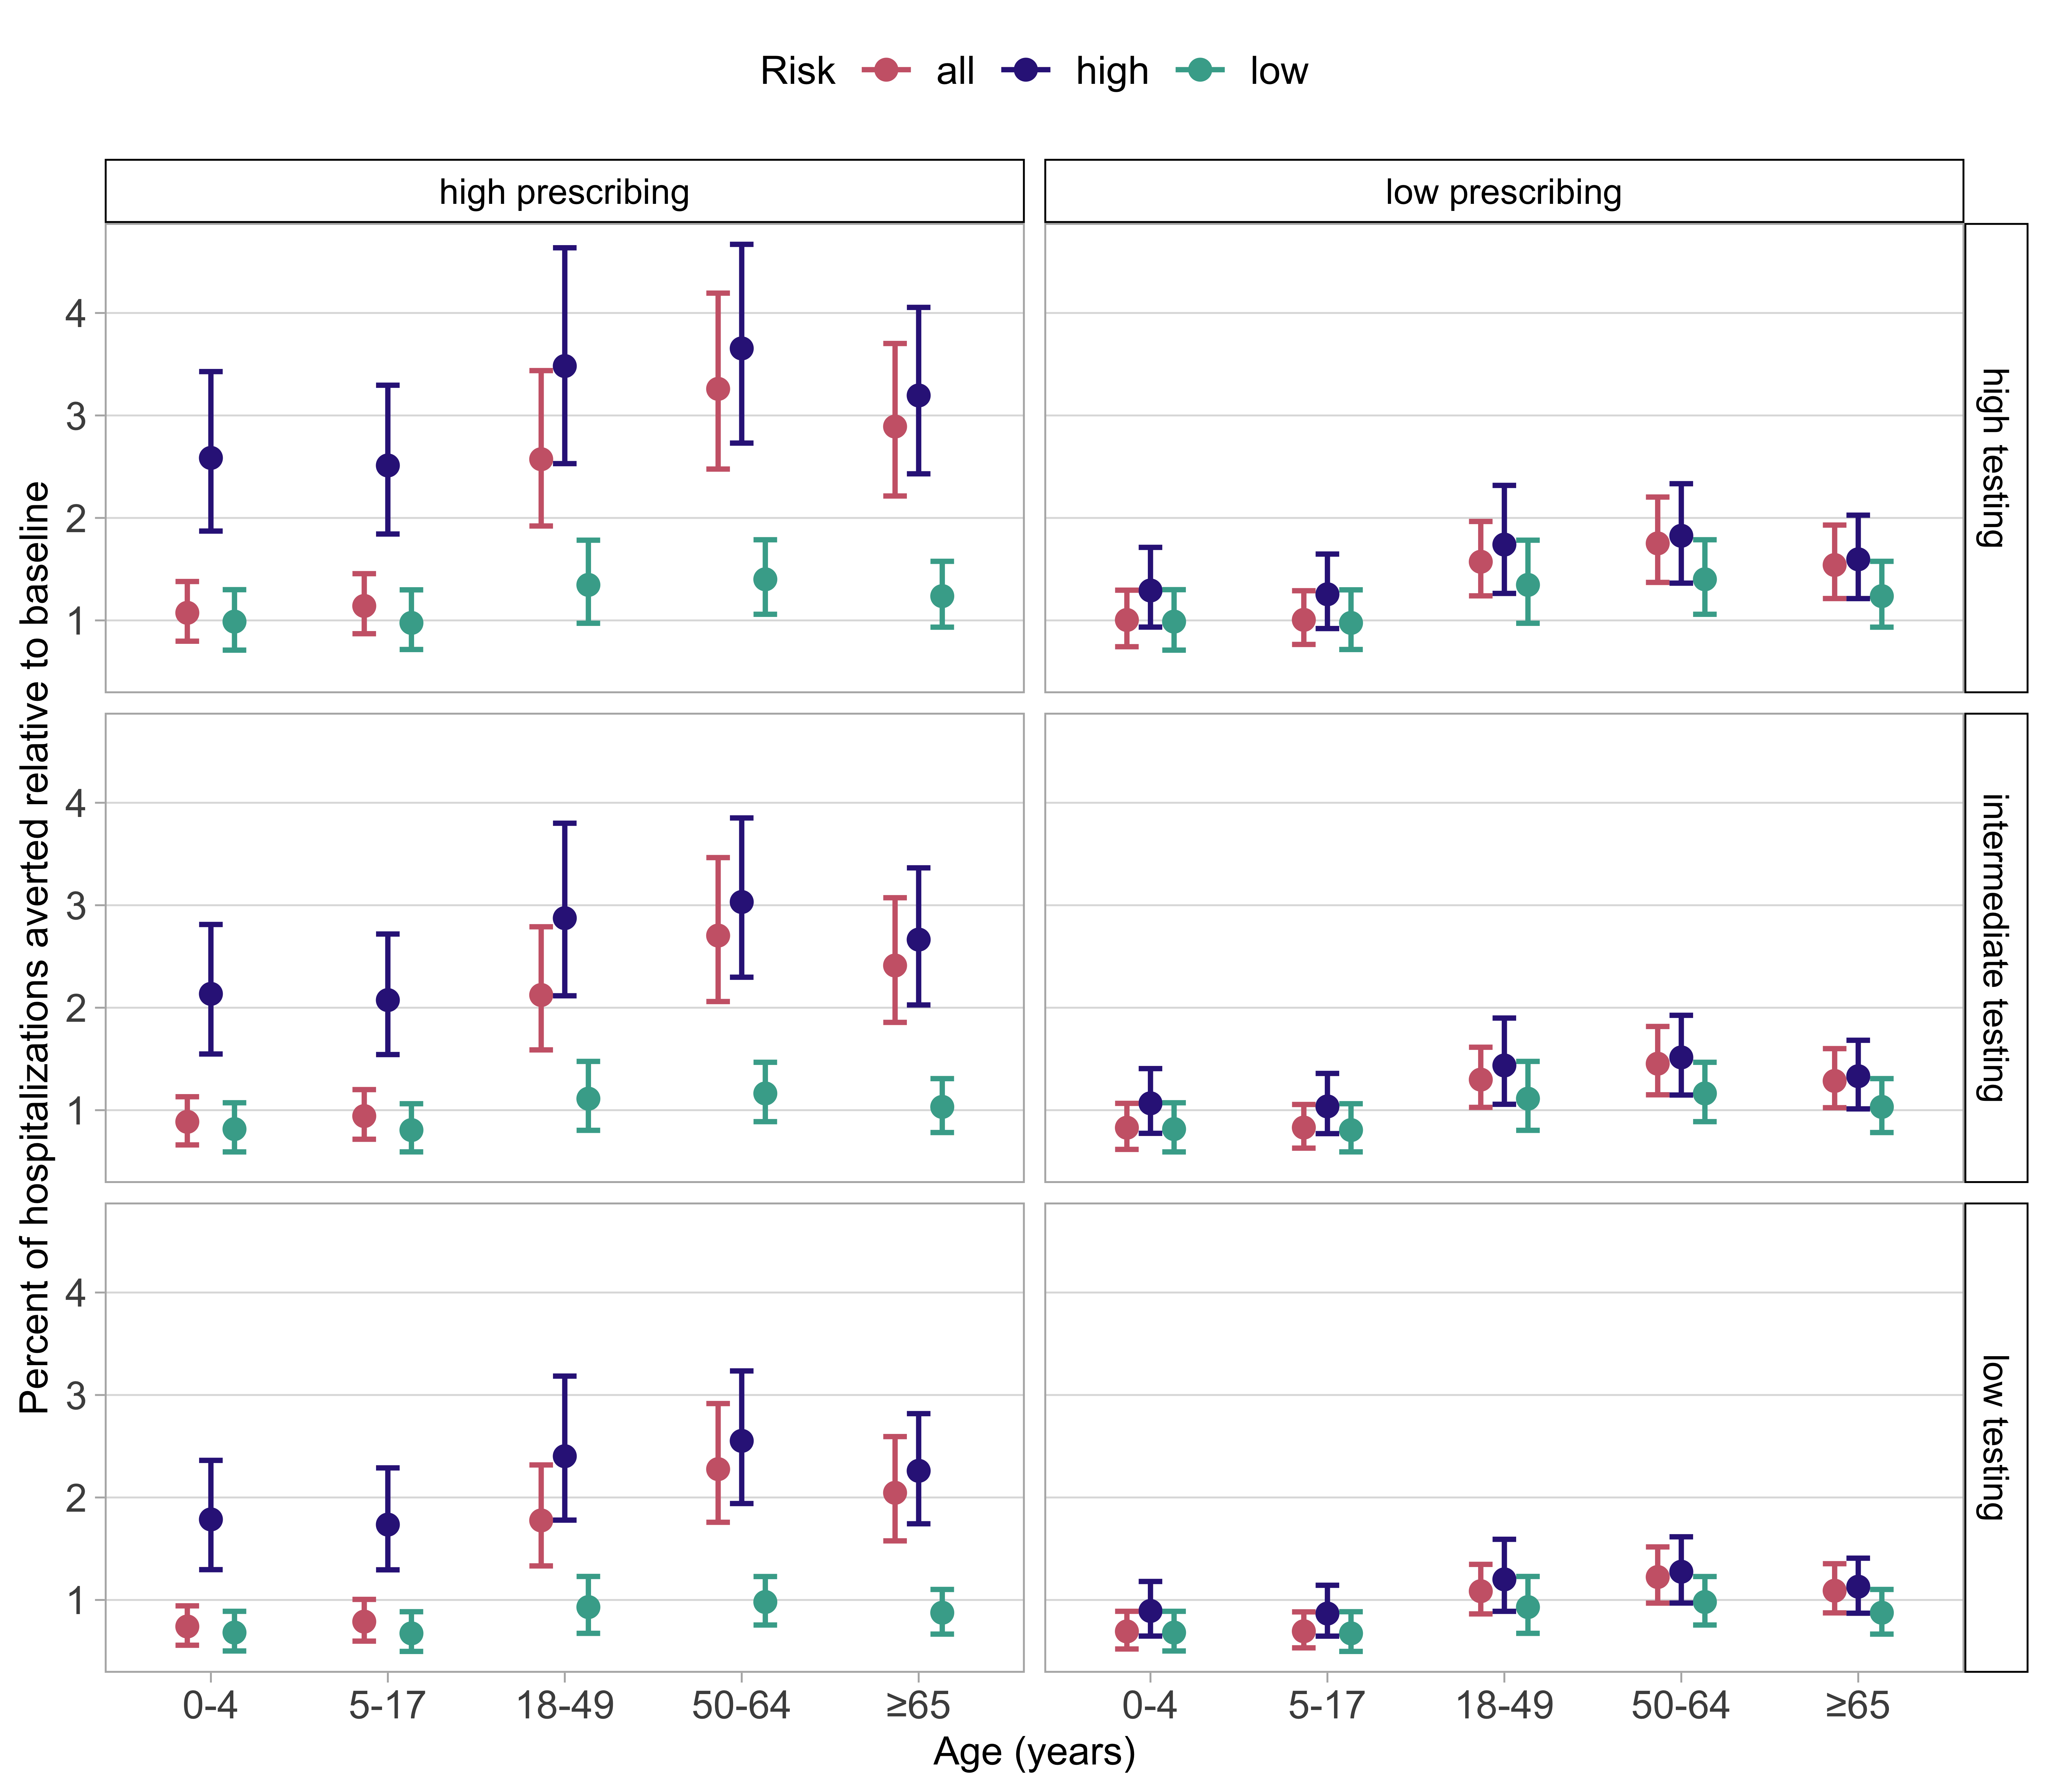 Risk all high low
high prescribing low prescribing
high testing
4
3
2
1
intermediate testing
4
3
2
1
low testing
4
3
2
1
Percent of hospitalizations averted relative to baseline
0-4 5-17 18-49 50-64 ≥65 0-4 5-17 18-49 50-64 ≥65
Age (years)